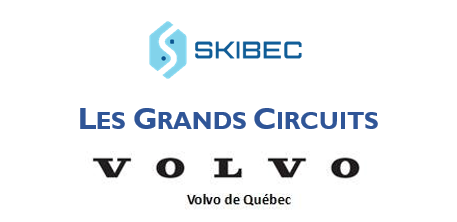 SKIBEC
LES GRANDS CIRCUITS
VOLVO
Volvo de Québec